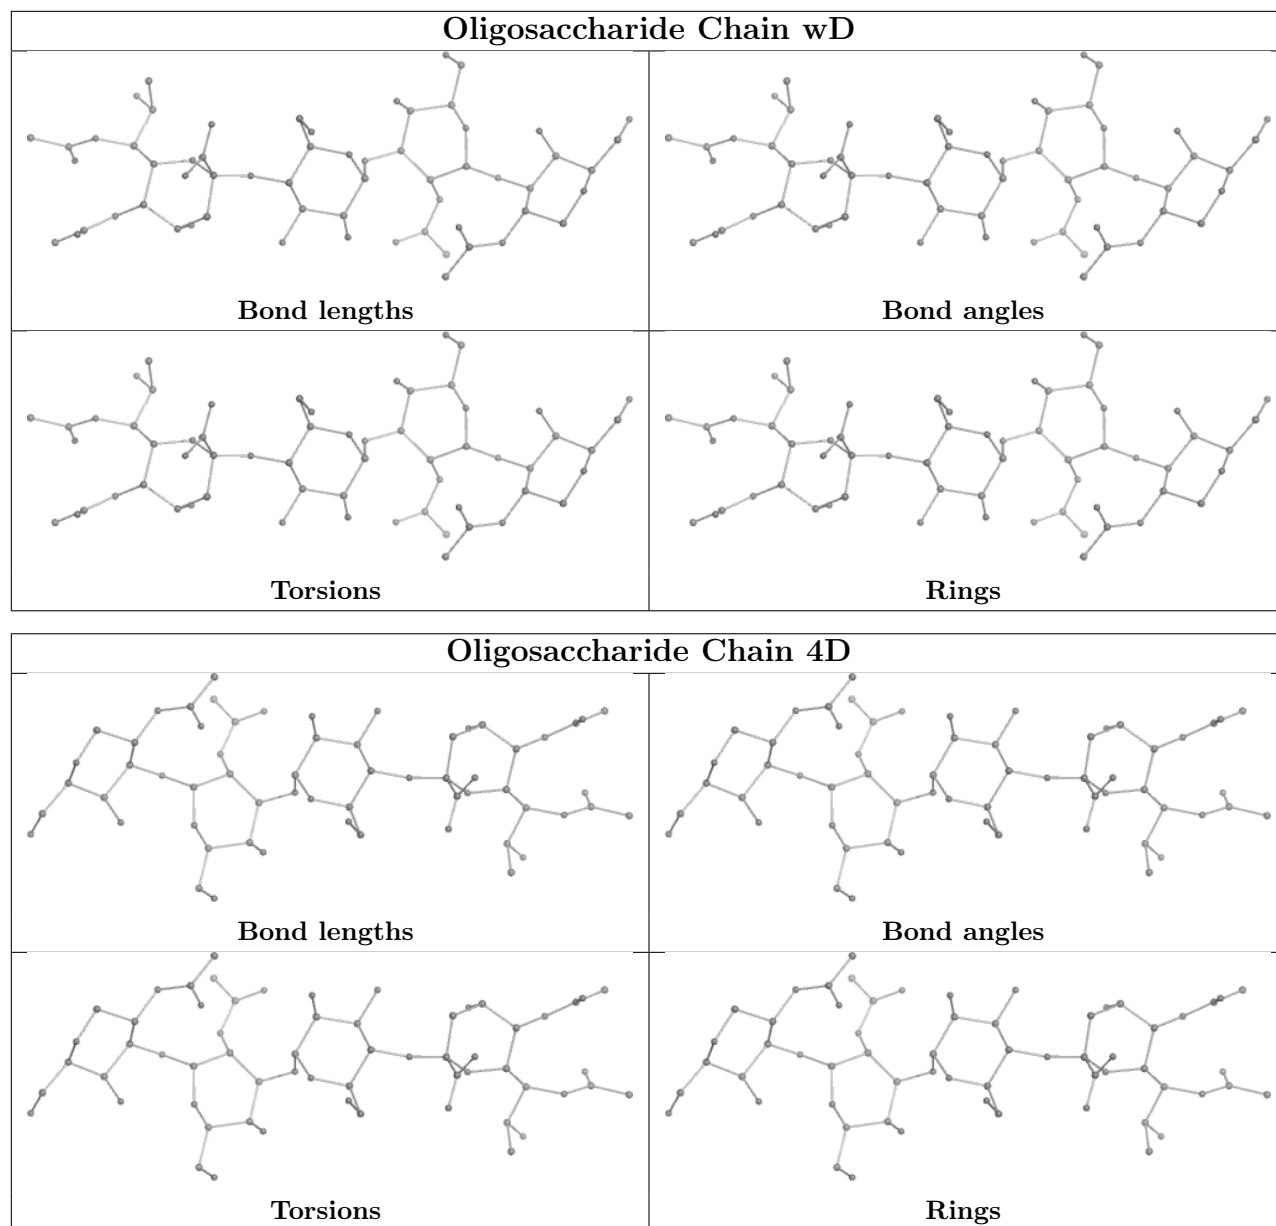 Oligosaccharide Chain wD
Bond lengths
Bond angles
Torsions
Rings
Oligosaccharide Chain 4D
Bond lengths
Bond angles
Torsions
Rings